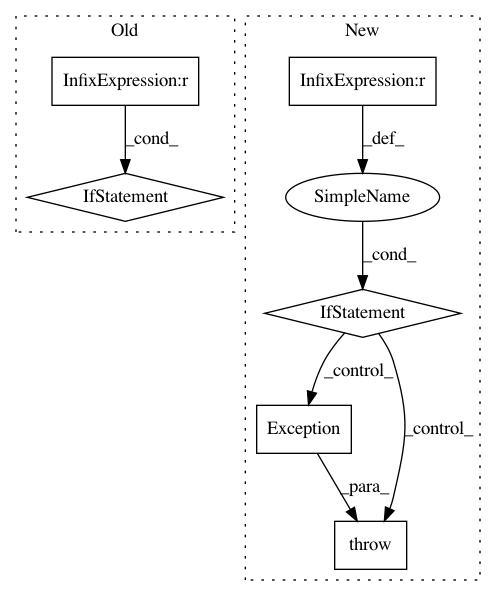 Old
InfixExpression:r
_cond_
IfStatement
New
InfixExpression:r
_def_
SimpleName
_cond_
IfStatement
_control_
Exception
_control_
_para_
throw